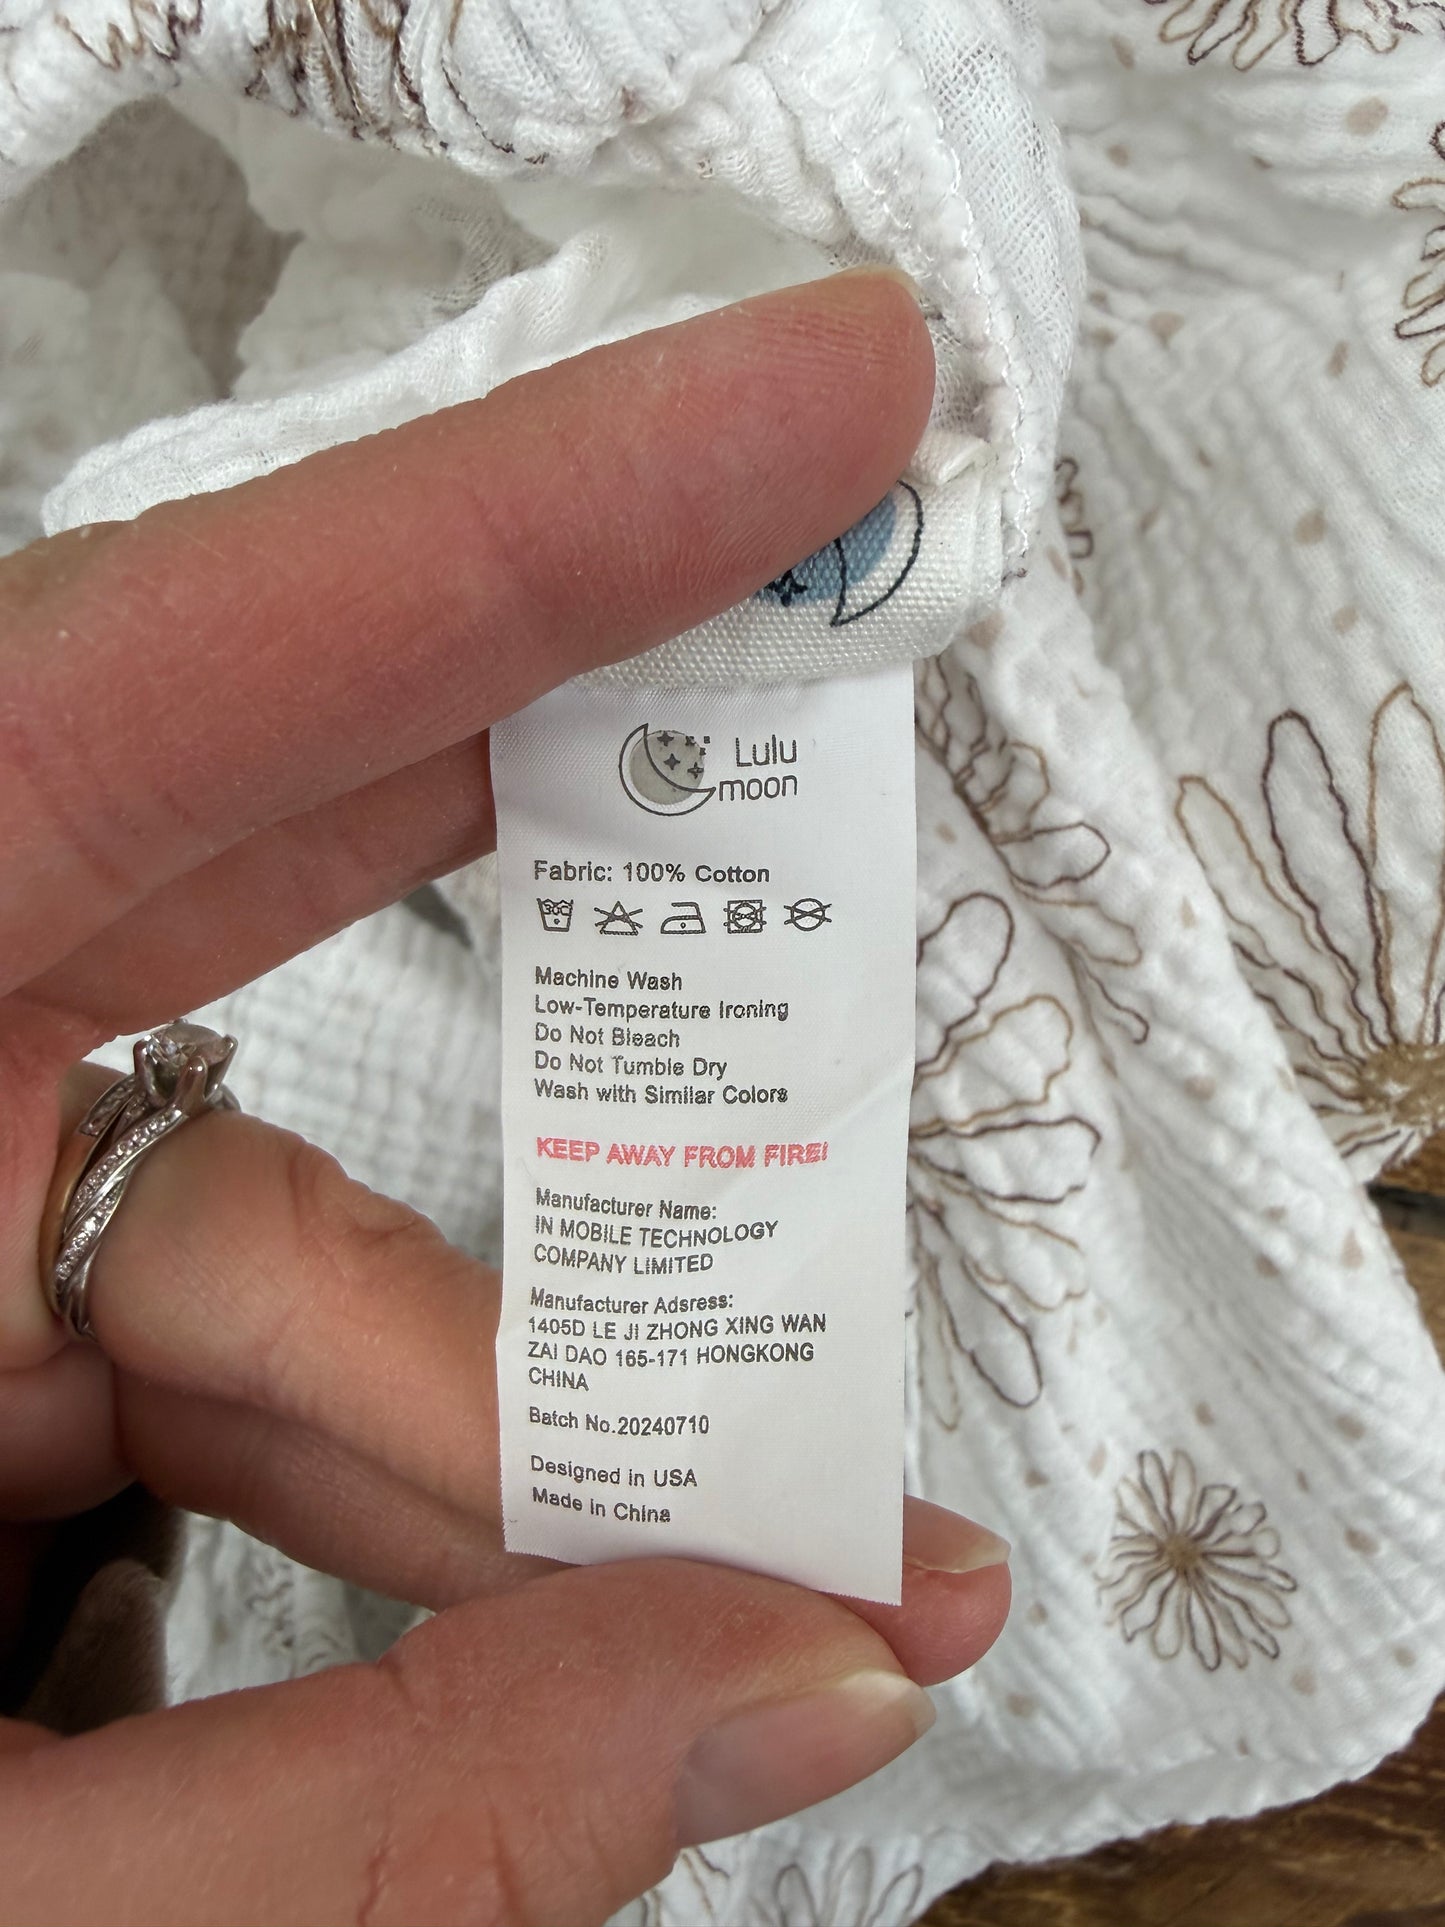 Lulu
moon
Fabric: 100% Cotton
Machine Wash
Low-Temperature Ironing
Do Not Bleach
Do Not Tumble Dry
Wash with Similar Colors
KEEP AWAY FROM FIRE!
Manufacturer Name:
IN MOBILE TECHNOLOGY
COMPANY LIMITED
Manufacturer Adsress:
1405D LE JI ZHONG XING WAN
ZAI DAO 165-171 HONGKONG
CHINA
Batch No.20240710
Designed in USA
Made in China